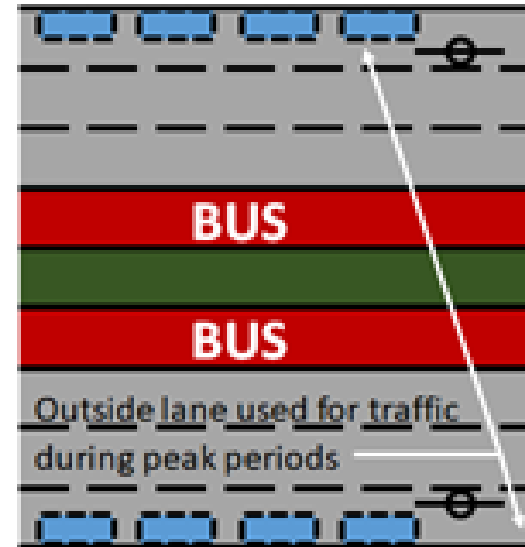 BUS
BUS
Outside lane used for traffic
during peak periods